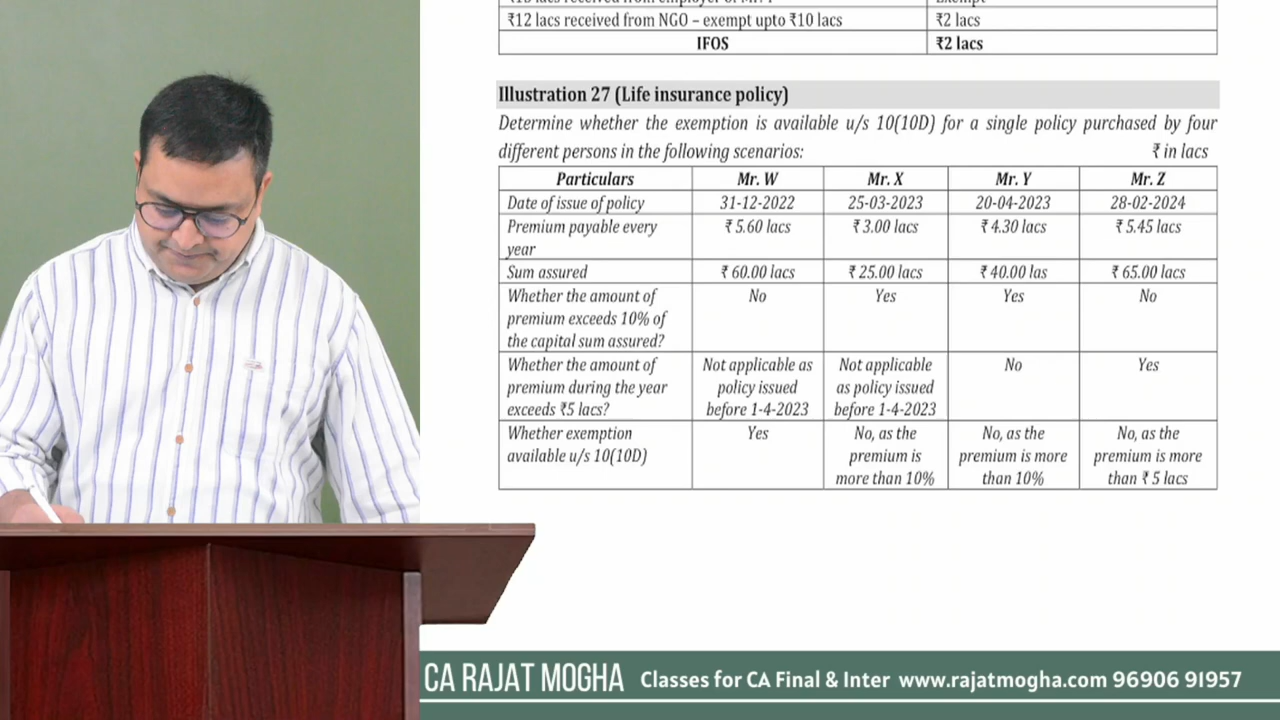 Exempt
₹12 lacs received from NGO – exempt upto ₹10 lacs ₹2 lacs
IFOS ₹2 lacs
Illustration 27 (Life insurance policy)
Determine whether the exemption is available u/s 10(10D) for a single policy purchased by four
different persons in the following scenarios: ₹ in lacs
Particulars Mr. W Mr. X Mr. Y Mr. Z
Date of issue of policy 31-12-2022 25-03-2023 20-04-2023 28-02-2024
Premium payable every ₹ 5.60 lacs ₹ 3.00 lacs ₹ 4.30 lacs ₹ 5.45 lacs
year
Sum assured ₹ 60.00 lacs ₹ 25.00 lacs ₹ 40.00 las ₹ 65.00 lacs
Whether the amount of No Yes Yes No
premium exceeds 10% of
the capital sum assured?
Whether the amount of Not applicable as Not applicable No Yes
premium during the year policy issued as policy issued
exceeds ₹5 lacs? before 1-4-2023 before 1-4-2023
Whether exemption Yes No, as the No, as the No, as the
available u/s 10(10D) premium is premium is more premium is more
more than 10% than 10% than ₹ 5 lacs
CA RAJAT MOGHA Classes for CA Final & Inter www.rajatmogha.com 96906 91957